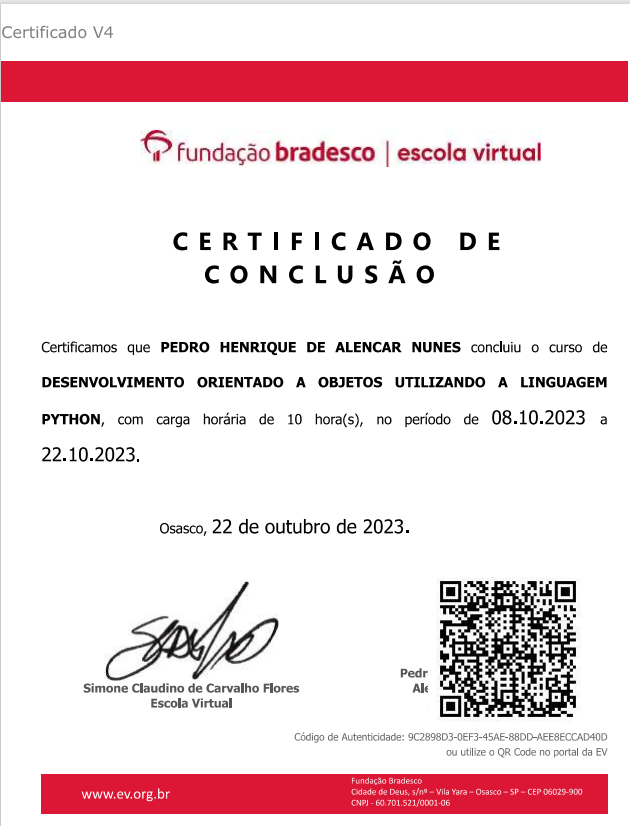 Certificado V4
fundação bradesco | escola virtual
CERTIFICADO DE
CONCLUSÃO
Certificamos que PEDRO HENRIQUE DE ALENCAR NUNES concluiu o curso de
DESENVOLVIMENTO ORIENTADO A OBJETOS UTILIZANDO A LINGUAGEM
PYTHON, com carga horária de 10 hora(s), no período de 08.10.2023 a
22.10.2023.
Osasco, 22 de outubro de 2023.
Simone Claudino de Carvalho Flores
Escola Virtual
Pedr
Ale
Código de Autenticidade: 9C2898D3-0EF3-45AE-88DD-AEE8ECCAD40D
ou utilize o QR Code no portal da EV
www.ev.org.br
Fundação Bradesco
Cidade de Deus, s/nº – Vila Yara – Osasco – SP – CEP 06029-900
CNPJ - 60.701.521/0001-06